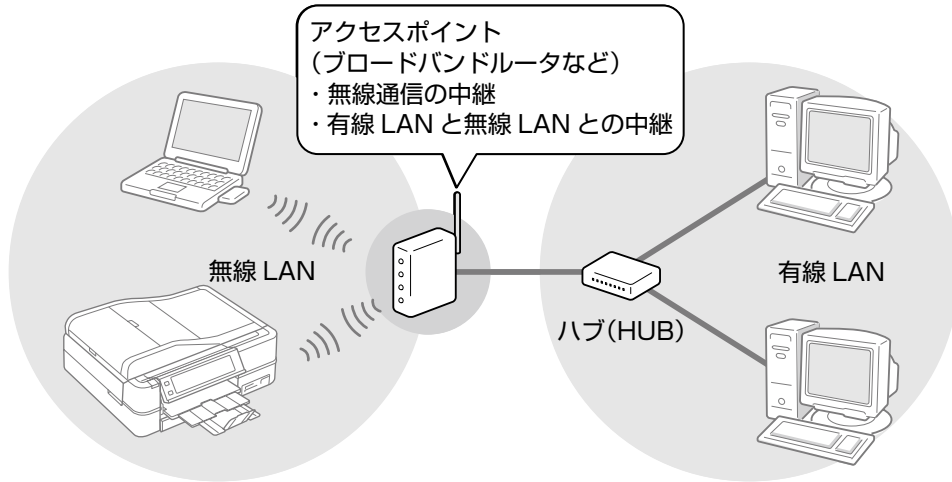 アクセスポイント
（ブロードバンドルータなど）
・無線通信の中継
・有線 LAN と無線 LAN との中継
無線 LAN
有線 LAN
ハブ（HUB）